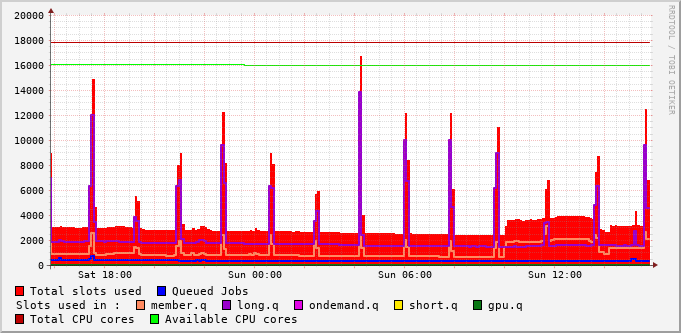 20000
18000
16000
14000
12000
10000
8000
6000
4000
2000
0
Sat 18:00 Sun 00:00 Sun 06:00 Sun 12:00
RRDTOOL / TOBI OETIKER
Total slots used Queued Jobs
Slots used in : member.q long.q ondemand.q short.q gpu.q
Total CPU cores Available CPU cores